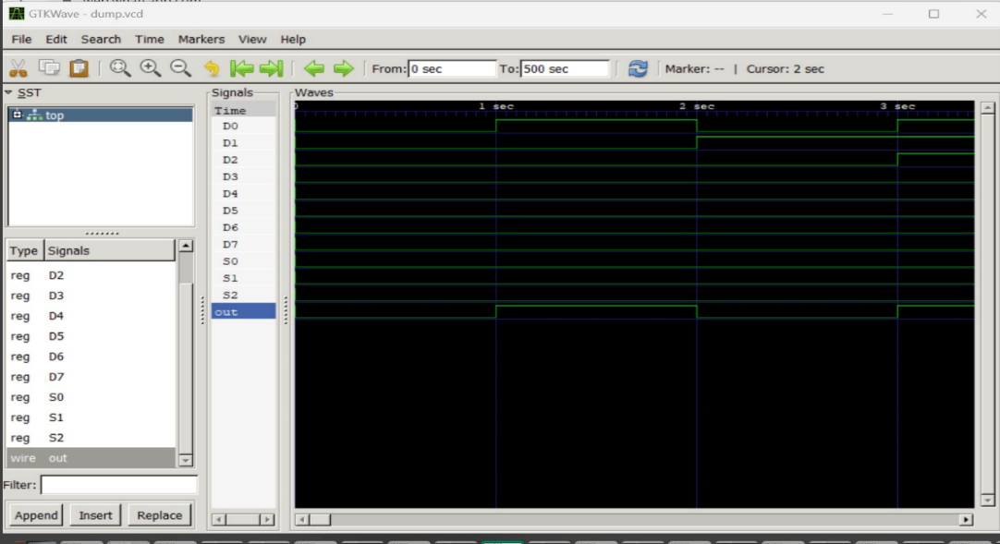 GTKWave - dump.vcd
File Edit Search Time Markers View Help
From: 0 sec To: 500 sec Marker: -- | Cursor: 2 sec
SST
top
Type Signals
reg D2
reg D3
reg D4
reg D5
reg D6
reg D7
reg S0
reg S1
reg S2
wire out
Filter:
Append Insert Replace
Signals
Time
D0
D1
D2
D3
D4
D5
D6
D7
S0
S1
S2
out
Waves
0 1 sec 2 sec 3 sec